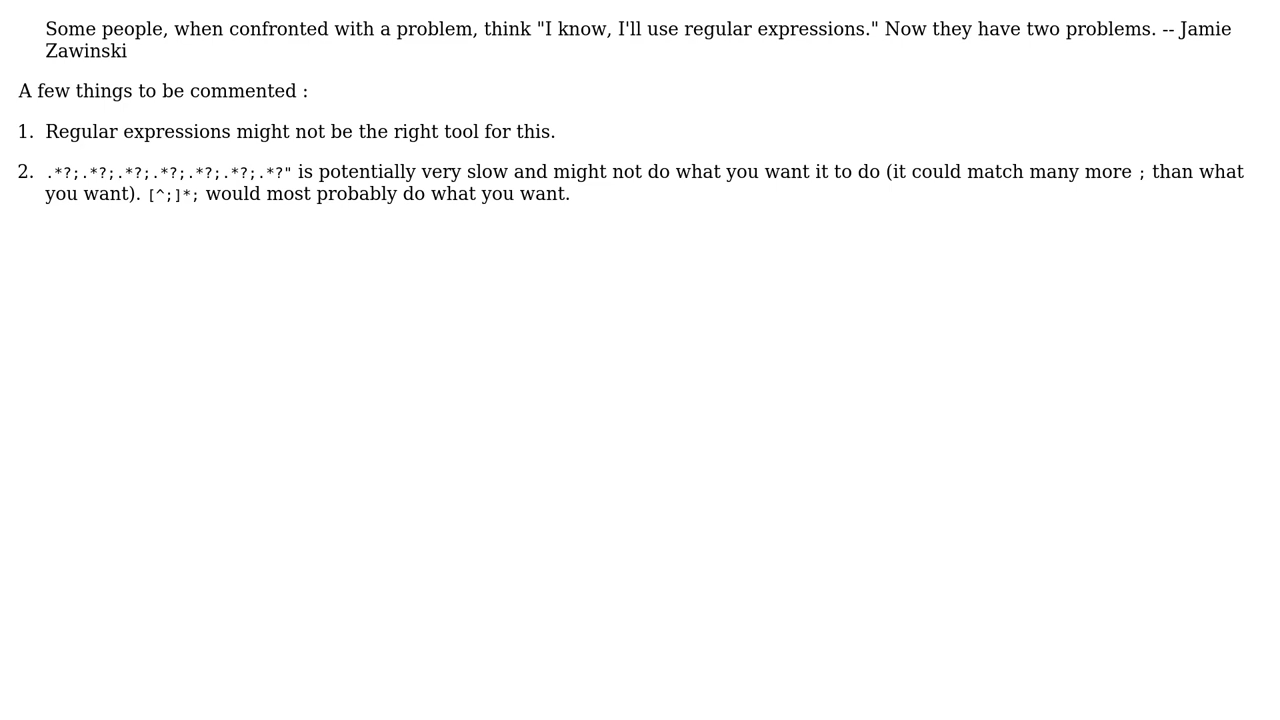 Some people, when confronted with a problem, think "I know, I'll use regular expressions." Now they have two problems. -- Jamie
Zawinski
A few things to be commented :
1. Regular expressions might not be the right tool for this.
2. .*?;.*?;.*?;.*?;.*?;.*?;.*?" is potentially very slow and might not do what you want it to do (it could match many more ; than what
you want). [^;]*; would most probably do what you want.